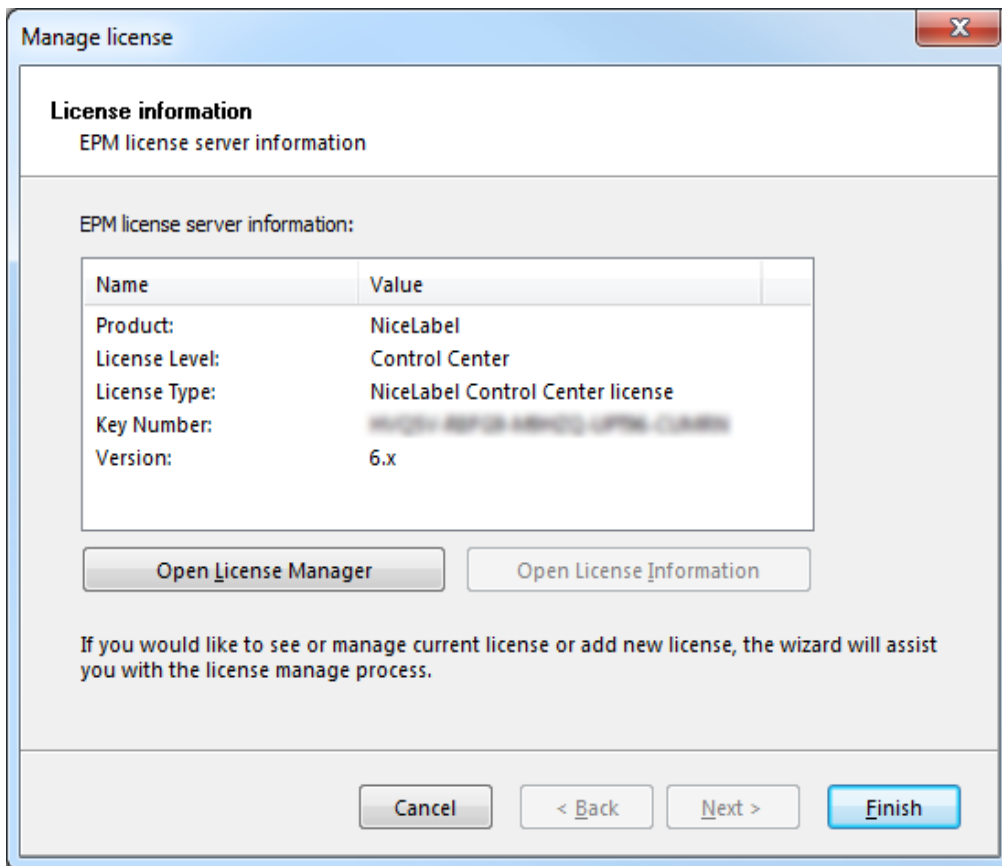 Manage license
License information
EPM license server information
EPM license server information:
Name Value
Product: NiceLabel
License Level: Control Center
License Type: NiceLabel Control Center license
Key Number:
Version: 6.x
Open License Manager Open License Information
If you would like to see or manage current license or add new license, the wizard will assist
you with the license manage process.
Cancel < Back Next > Finish